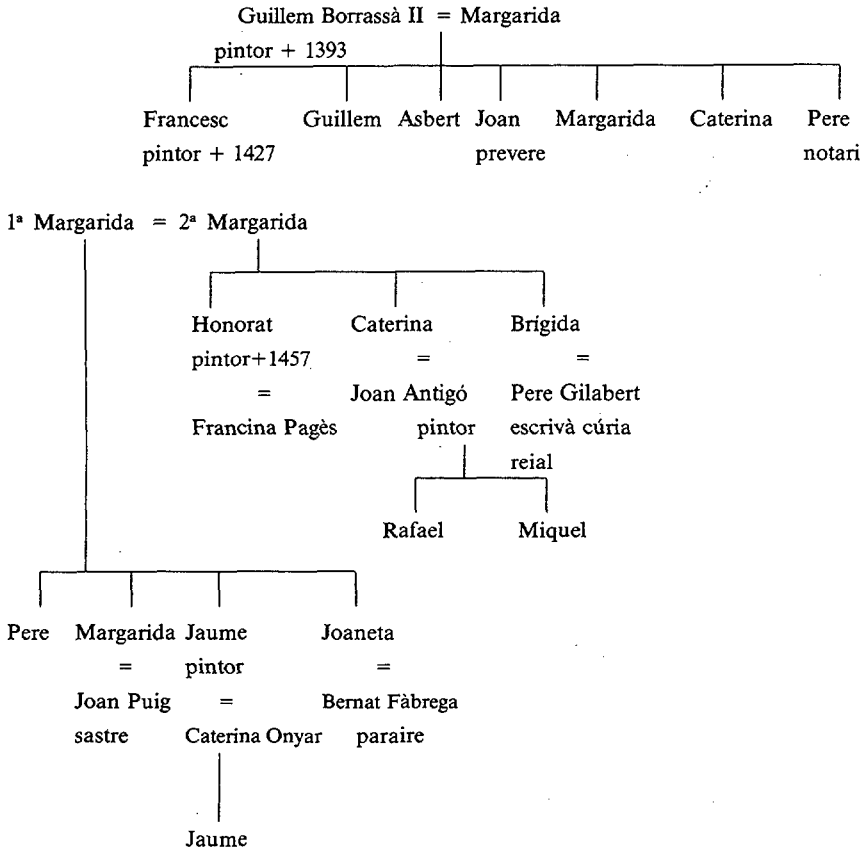 Guillem Borrassà II = Margarida
pintor + 1393
Francesc Guillem Asbert Joan Margarida Caterina Pere
pintor + 1427 prevere notari
1ª Margarida = 2ª Margarida
Honorat Caterina Brígida
pintor+1457 = =
= Joan Antigó Pere Gilabert
Francina Pagès pintor escrivà cúria
reial
Rafael Miquel
Pere Margarida Jaume Joaneta
= pintor =
Joan Puig = Bernat Fàbrega
sastre Caterina Onyar paraire
Jaume